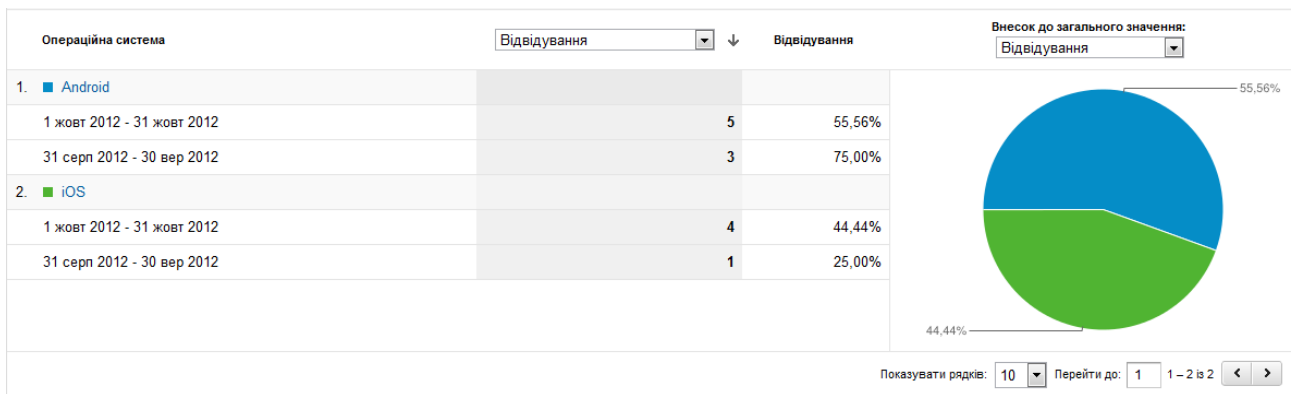 Операційна система
Відвідування
Відвідування
Внесок до загального значення:
Відвідування
1. Android
1 жовт 2012 - 31 жовт 2012 5 55,56%
31 серп 2012 - 30 вер 2012 3 75,00%
2. iOS
1 жовт 2012 - 31 жовт 2012 4 44,44%
31 серп 2012 - 30 вер 2012 1 25,00%
55,56%
44,44%
Показувати рядків: 10 Перейти до: 1 1 – 2 із 2